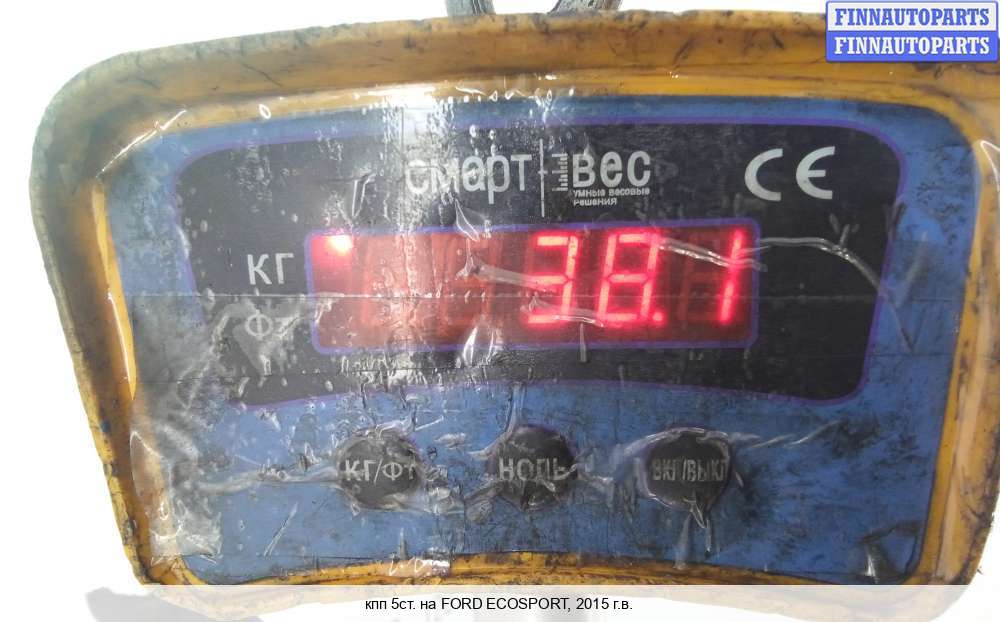 FINNAUTOPARTS
FINNAUTOPARTS
смарт вес
умные весовые
решения
CE
КГ
ФТ
38.1
КГ/ФТ
НОЛЬ
ВКЛ/ВЫКЛ
кпп 5ст. на FORD ECOSPORT, 2015 г.в.